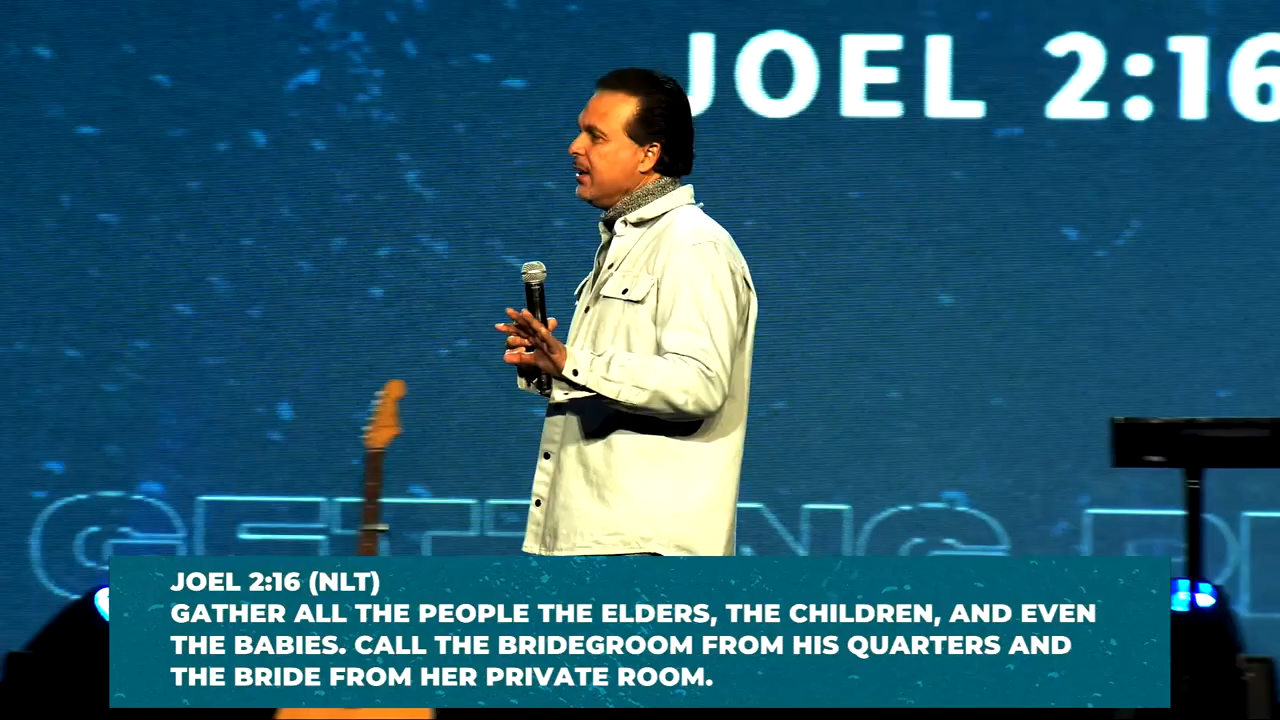 JOEL 2:16
GETTING
JOEL 2:16 (NLT)
GATHER ALL THE PEOPLE THE ELDERS, THE CHILDREN, AND EVEN
THE BABIES. CALL THE BRIDEGROOM FROM HIS QUARTERS AND
THE BRIDE FROM HER PRIVATE ROOM.